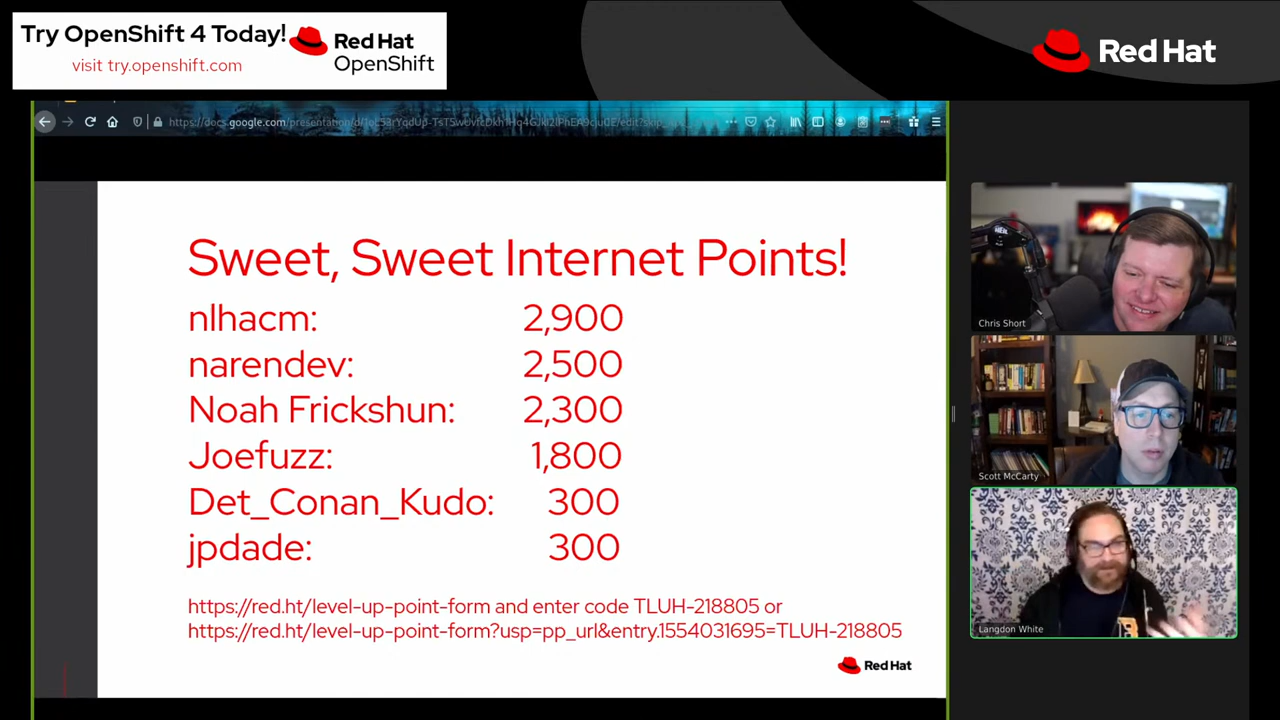 Try OpenShift 4 Today!
visit try.openshift.com
Red Hat
OpenShift
Red Hat
Sweet, Sweet Internet Points!
nlhacm: 2,900
narendev: 2,500
Noah Frickshun: 2,300
Joefuzz: 1,800
Det_Conan_Kudo: 300
jpdade: 300
https://red.ht/level-up-point-form and enter code TLUH-218805 or
https://red.ht/level-up-point-form?usp=pp_url&entry.1554031695=TLUH-218805
Red Hat
Chris Short
Scott McCarty
Langdon White